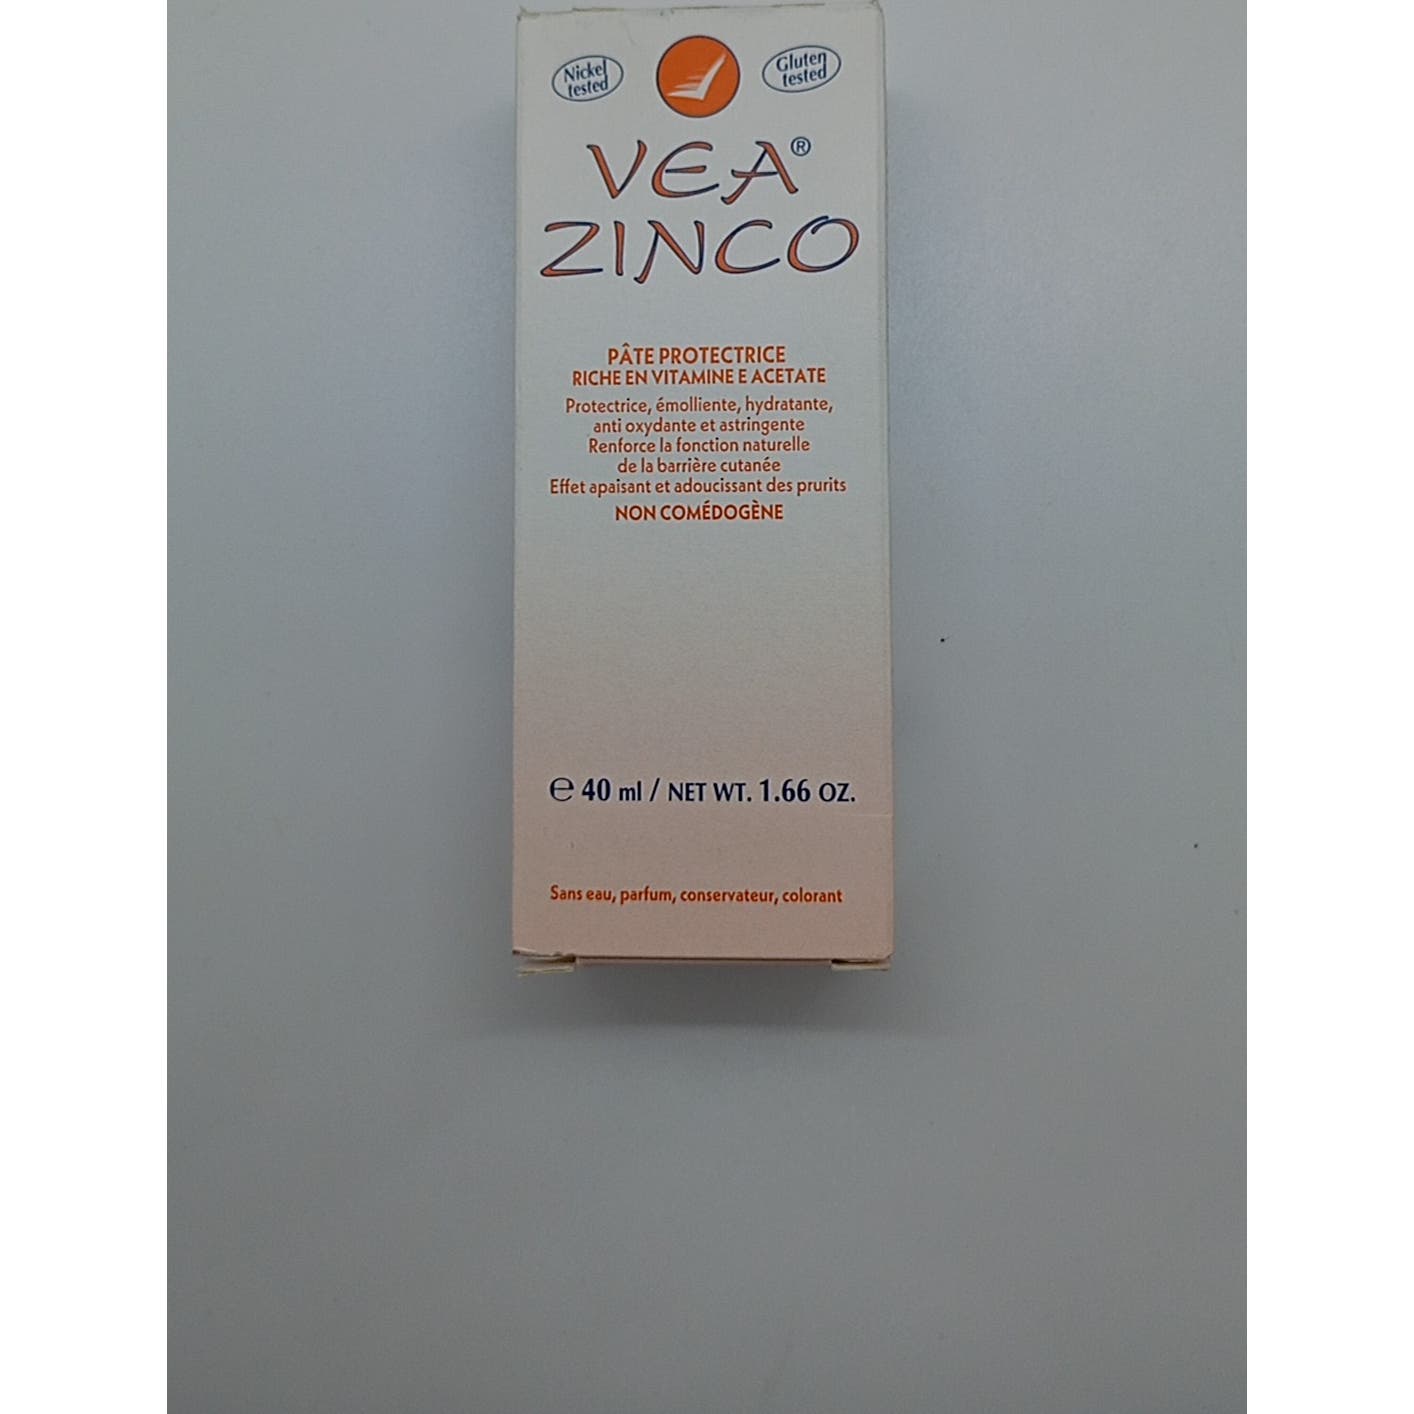 Nickel
tested
Gluten
tested
VEA®
ZINCO
PÂTE PROTECTRICE
RICHE EN VITAMINE E ACETATE
Protectrice, émolliente, hydratante,
anti oxydante et astringente
Renforce la fonction naturelle
de la barrière cutanée
Effet apaisant et adoucissant des prurits
NON COMÉDOGÈNE
℮ 40 ml / NET WT. 1.66 OZ.
Sans eau, parfum, conservateur, colorant